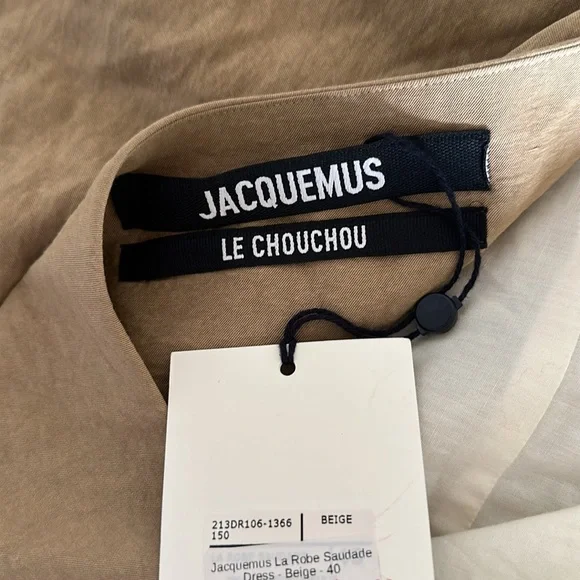 JACQUEMUS
LE CHOUCHOU
213DR106-1366 BEIGE
150
Jacquemus La Robe Saudade
Dress - Beige - 40